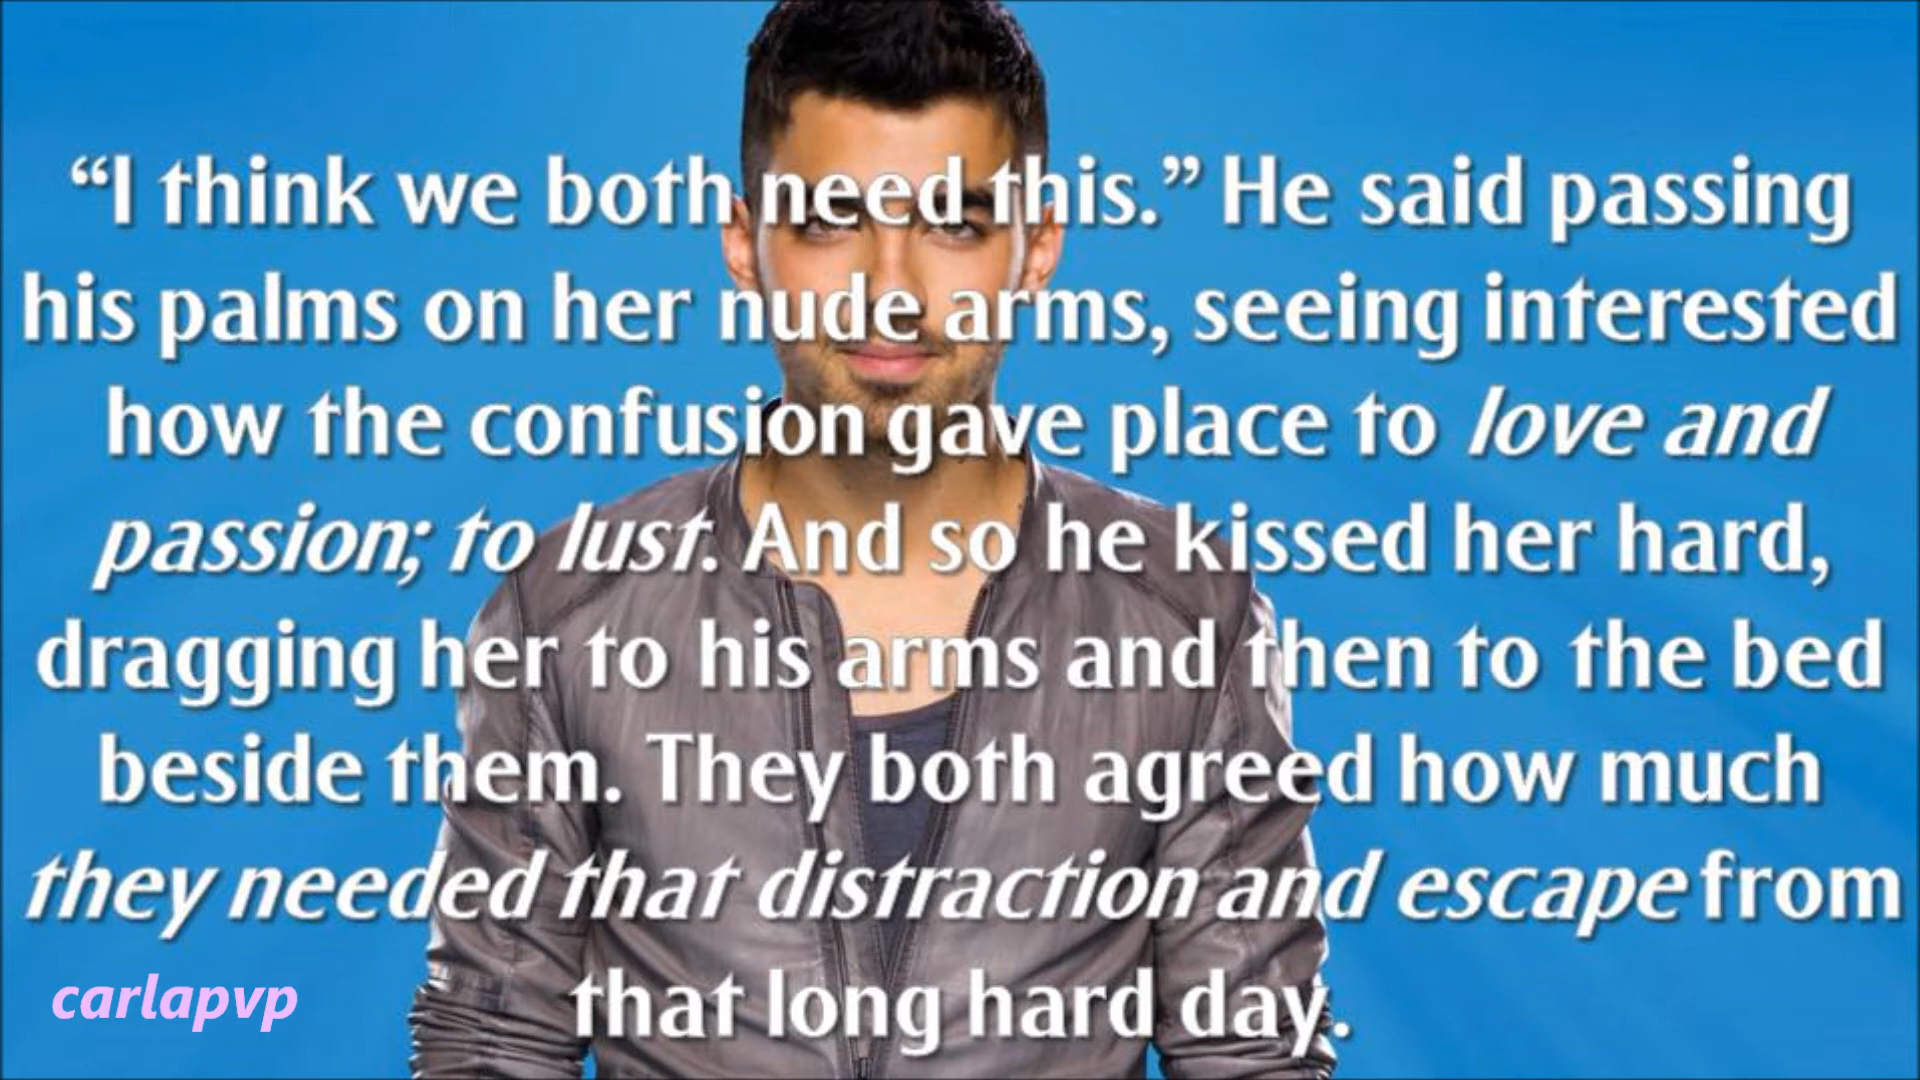 “I think we both need this.” He said passing
his palms on her nude arms, seeing interested
how the confusion gave place to love and
passion; to lust. And so he kissed her hard,
dragging her to his arms and then to the bed
beside them. They both agreed how much
they needed that distraction and escape from
that long hard day.
carlapvp